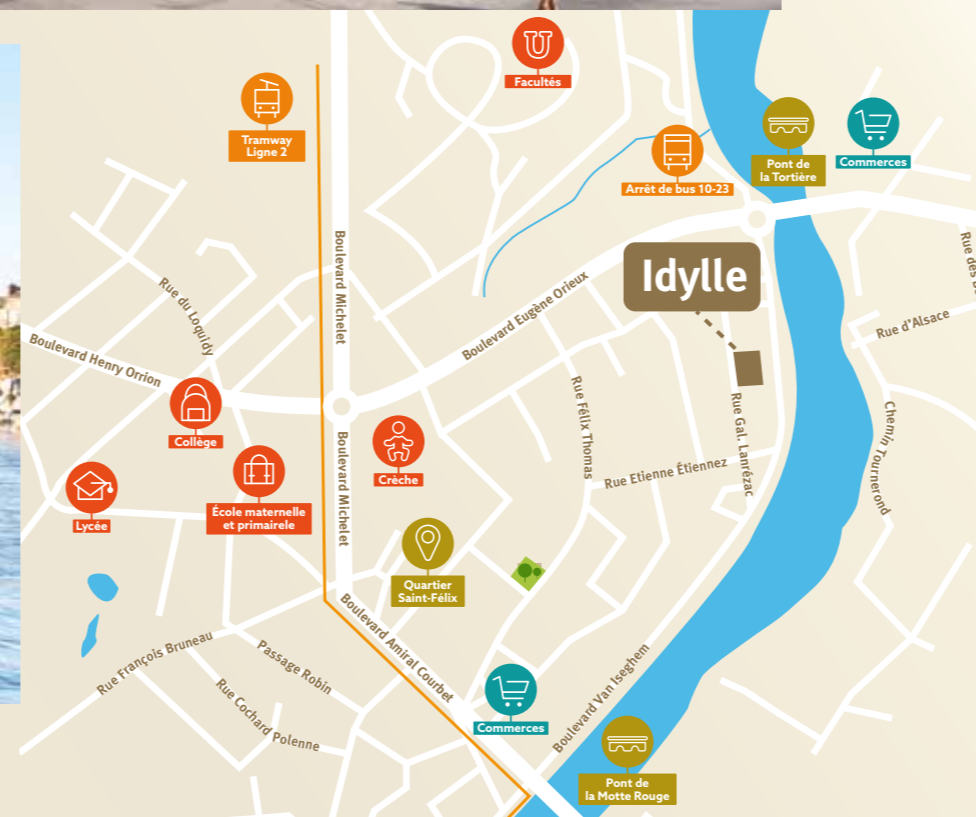 Facultés
Tramway
Ligne 2
Pont de
la Tortière
Commerces
Arrêt de bus 10-23
Boulevard Michelet
Idylle
Rue du Loquidy
Boulevard Eugène Orieux
Rue des
Rue d'Alsace
Boulevard Henry Orrion
Collège
Rue Félix Thomas
Rue Gal. Lanrézac
Chemin Tournerond
Crèche
Boulevard Michelet
Rue Etienne Étiennez
Lycée
École maternelle
et primairele
Quartier
Saint-Félix
Boulevard Amiral Courbet
Rue François Bruneau
Passage Robin
Rue Cochard Polenne
Boulevard Van Iseghem
Commerces
Pont de
la Motte Rouge